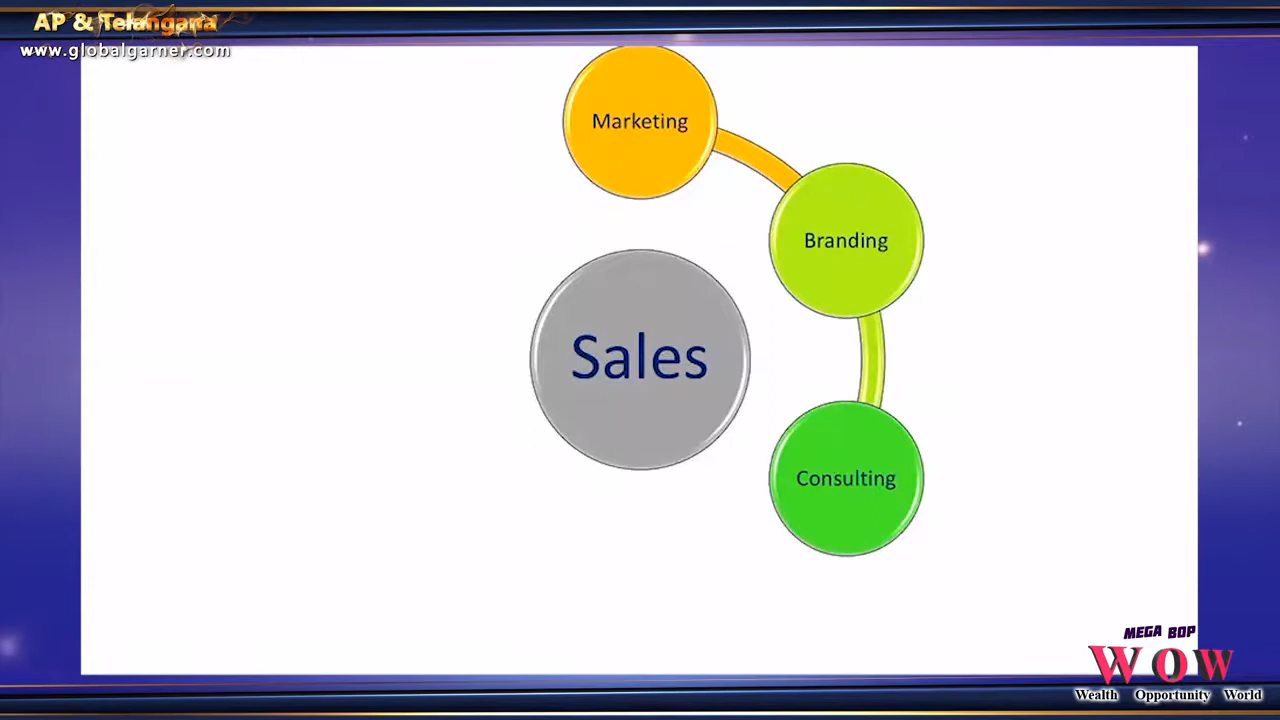 AP & Telangana
www.globalgarner.com
Marketing
Branding
Sales
Consulting
MEGA BOP
WOW
Wealth Opportunity World